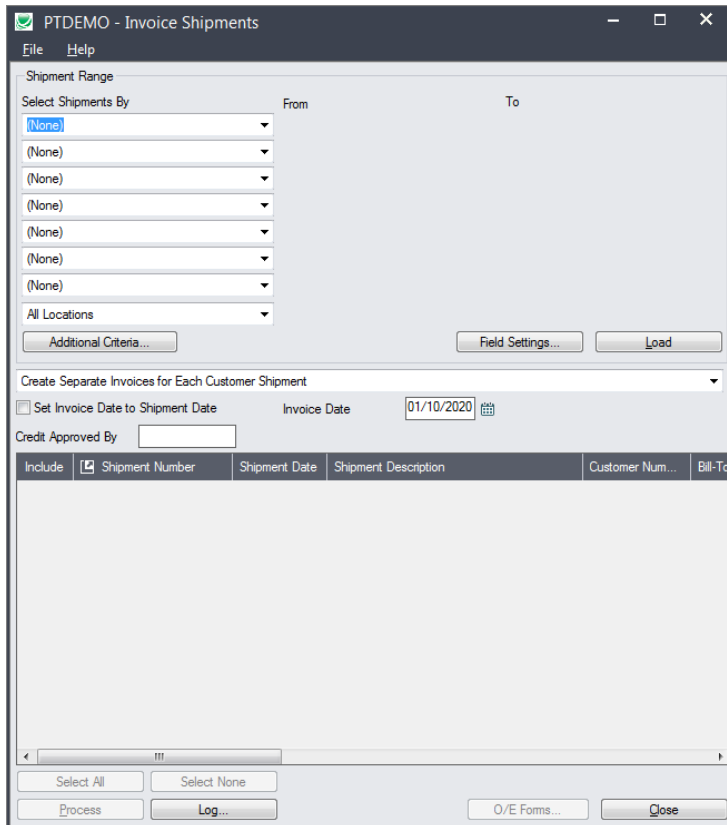 PTDEMO - Invoice Shipments
File Help
Shipment Range
Select Shipments By From To
(None)
(None)
(None)
(None)
(None)
(None)
(None)
All Locations
Additional Criteria... Field Settings... Load
Create Separate Invoices for Each Customer Shipment
Set Invoice Date to Shipment Date Invoice Date 01/10/2020
Credit Approved By
Include Shipment Number Shipment Date Shipment Description Customer Num... Bill-To
Select All Select None
Process Log... O/E Forms... Close